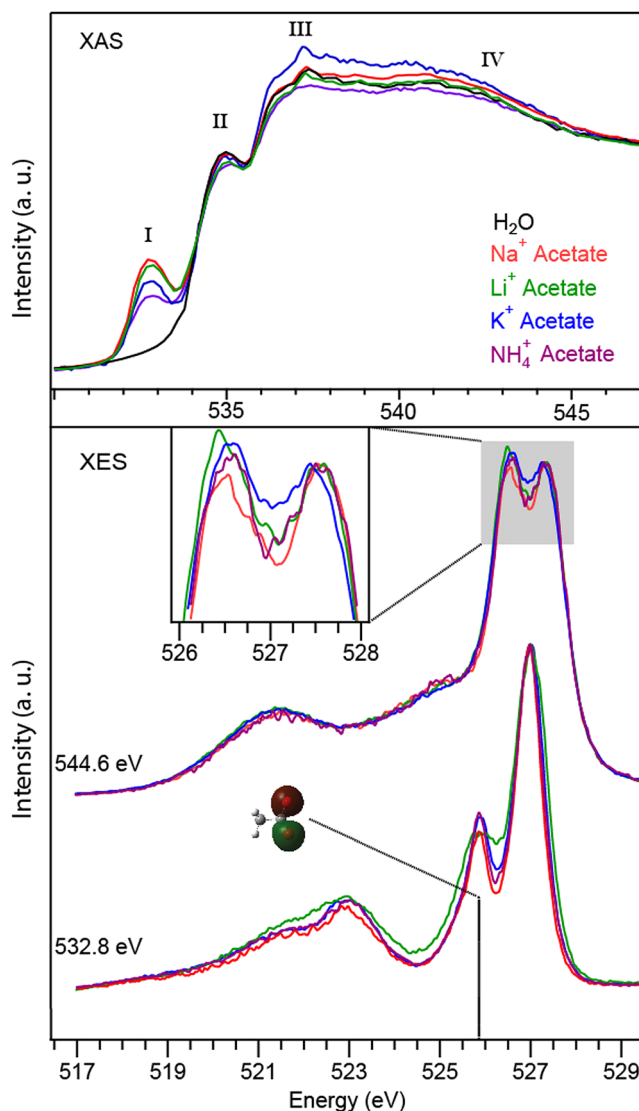 XAS
III
IV
II
I
Intensity (a. u.)
H₂O
Na⁺ Acetate
Li⁺ Acetate
K⁺ Acetate
NH₄⁺ Acetate
535 540 545
XES
526 527 528
Intensity (a. u.)
544.6 eV
532.8 eV
517 519 521 523 525 527 529
Energy (eV)